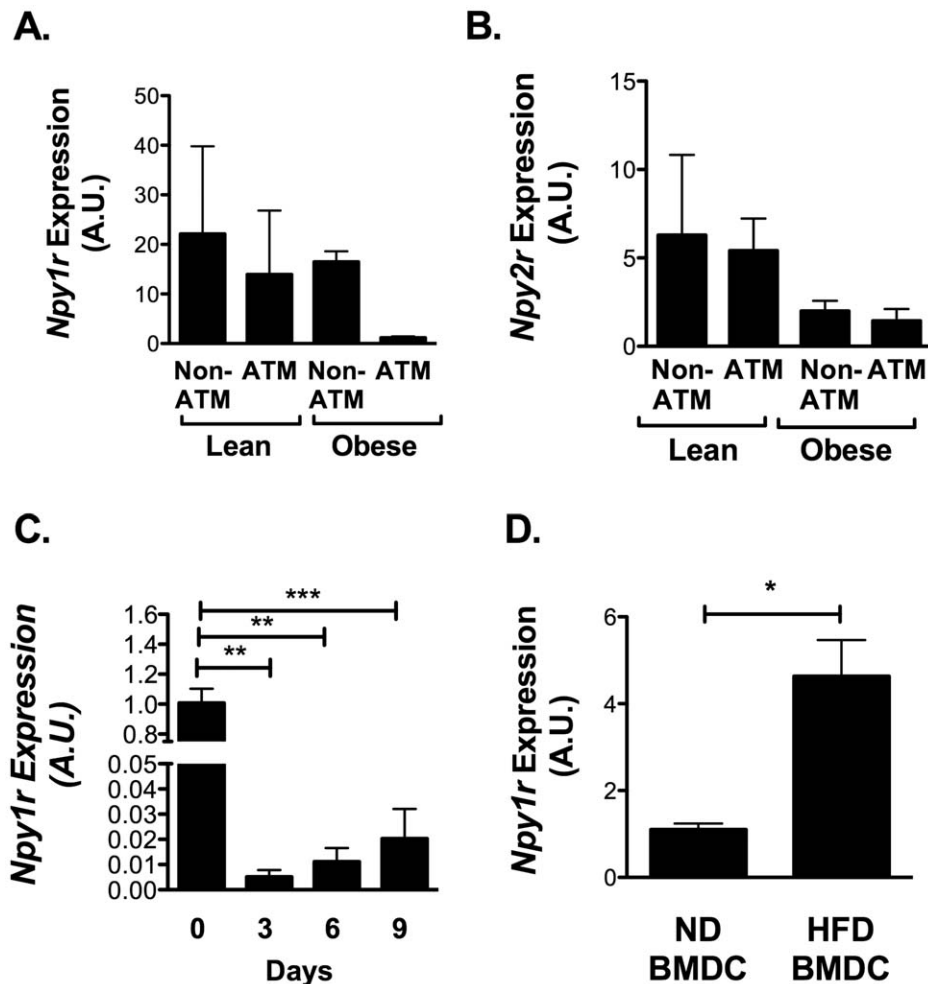 A.
Npy1r Expression
(A.U.)
50
40
30
20
10
0
Non-
ATM
ATM
Non-
ATM
ATM
Lean
Obese
B.
Npy2r Expression
(A.U.)
15
10
5
0
Non-
ATM
ATM
Non-
ATM
ATM
Lean
Obese
C.
Npy1r Expression
(A.U.)
1.6
1.4
1.2
1.0
0.8
0.05
0.04
0.03
0.02
0.01
0.00
***
**
**
0 3 6 9
Days
D.
Npy1r Expression
(A.U.)
6
4
2
0
*
ND
BMDC
HFD
BMDC